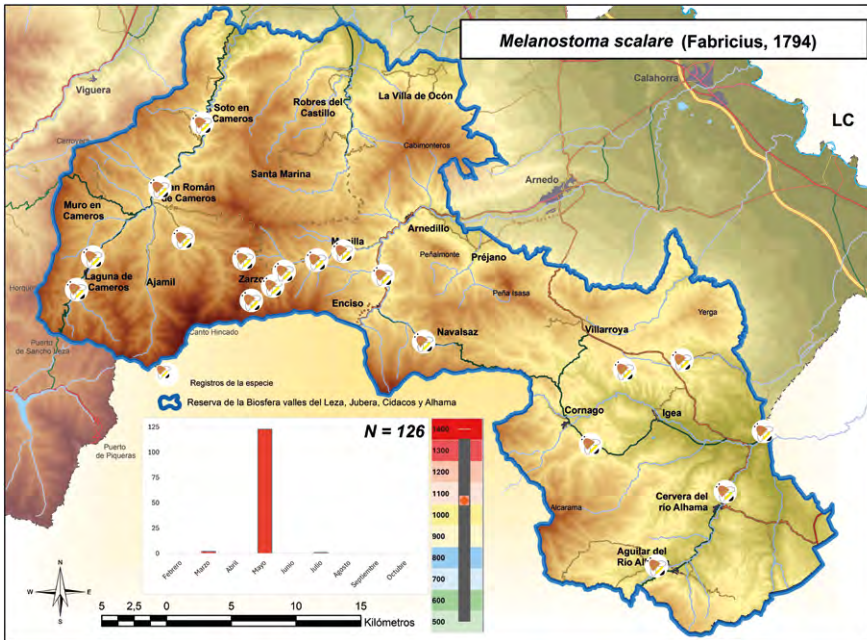 Melanostoma scalare (Fabricius, 1794)
Viguera
Calahorra
LC
Soto en
Cameros
Robres del
Castillo
La Villa de Ocón
Cabimonteros
Santa Marina
Arnedo
Muro en
Cameros
an Román
de Cameros
Arnedillo
Peñalmonte
Préjano
Laguna de
Cameros
Ajamil
Enciso
Peña Isasa
Yerga
Navalsaz
Villarroya
Puerto
de Sancho Leza
Canto Hincado
Registros de la especie
Reserva de la Biosfera valles del Leza, Jubera, Cidacos y Alhama
Cornago
Igea
Puerto
de Piqueras
Alcarama
Cervera del
río Alhama
Aguilar del
Río Al
N = 126
125
100
75
50
25
0
Febrero
Marzo
Abril
Mayo
Junio
Julio
Agosto
Septiembre
Octubre
1400
1300
1200
1100
1000
900
800
700
600
500
N
W
E
S
5
2,5
0
5
10
15
Kilómetros